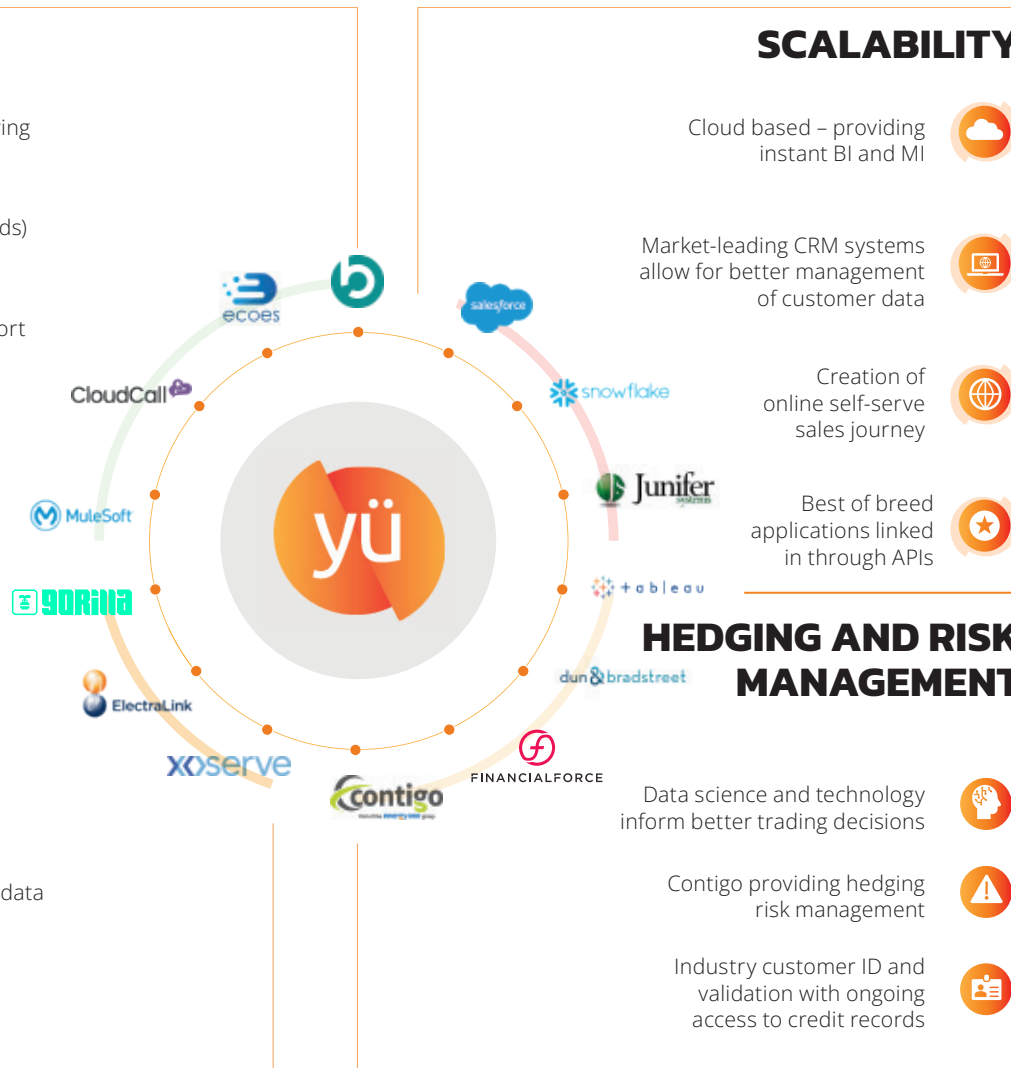 SCALABILITY
Cloud based – providing
instant BI and MI
Market-leading CRM systems
allow for better management
of customer data
Creation of
online self-serve
sales journey
Best of breed
applications linked
in through APIs
HEDGING AND RISK
MANAGEMENT
Data science and technology
inform better trading decisions
Contigo providing hedging
risk management
Industry customer ID and
validation with ongoing
access to credit records
ing
ds)
ort
data
ecoes
b
salesforce
CloudCall
snowflake
MuleSoft
Junifer
systems
gorilla
+ableau
ElectraLink
dun & bradstreet
xoserve
FINANCIALFORCE
contigo
yü